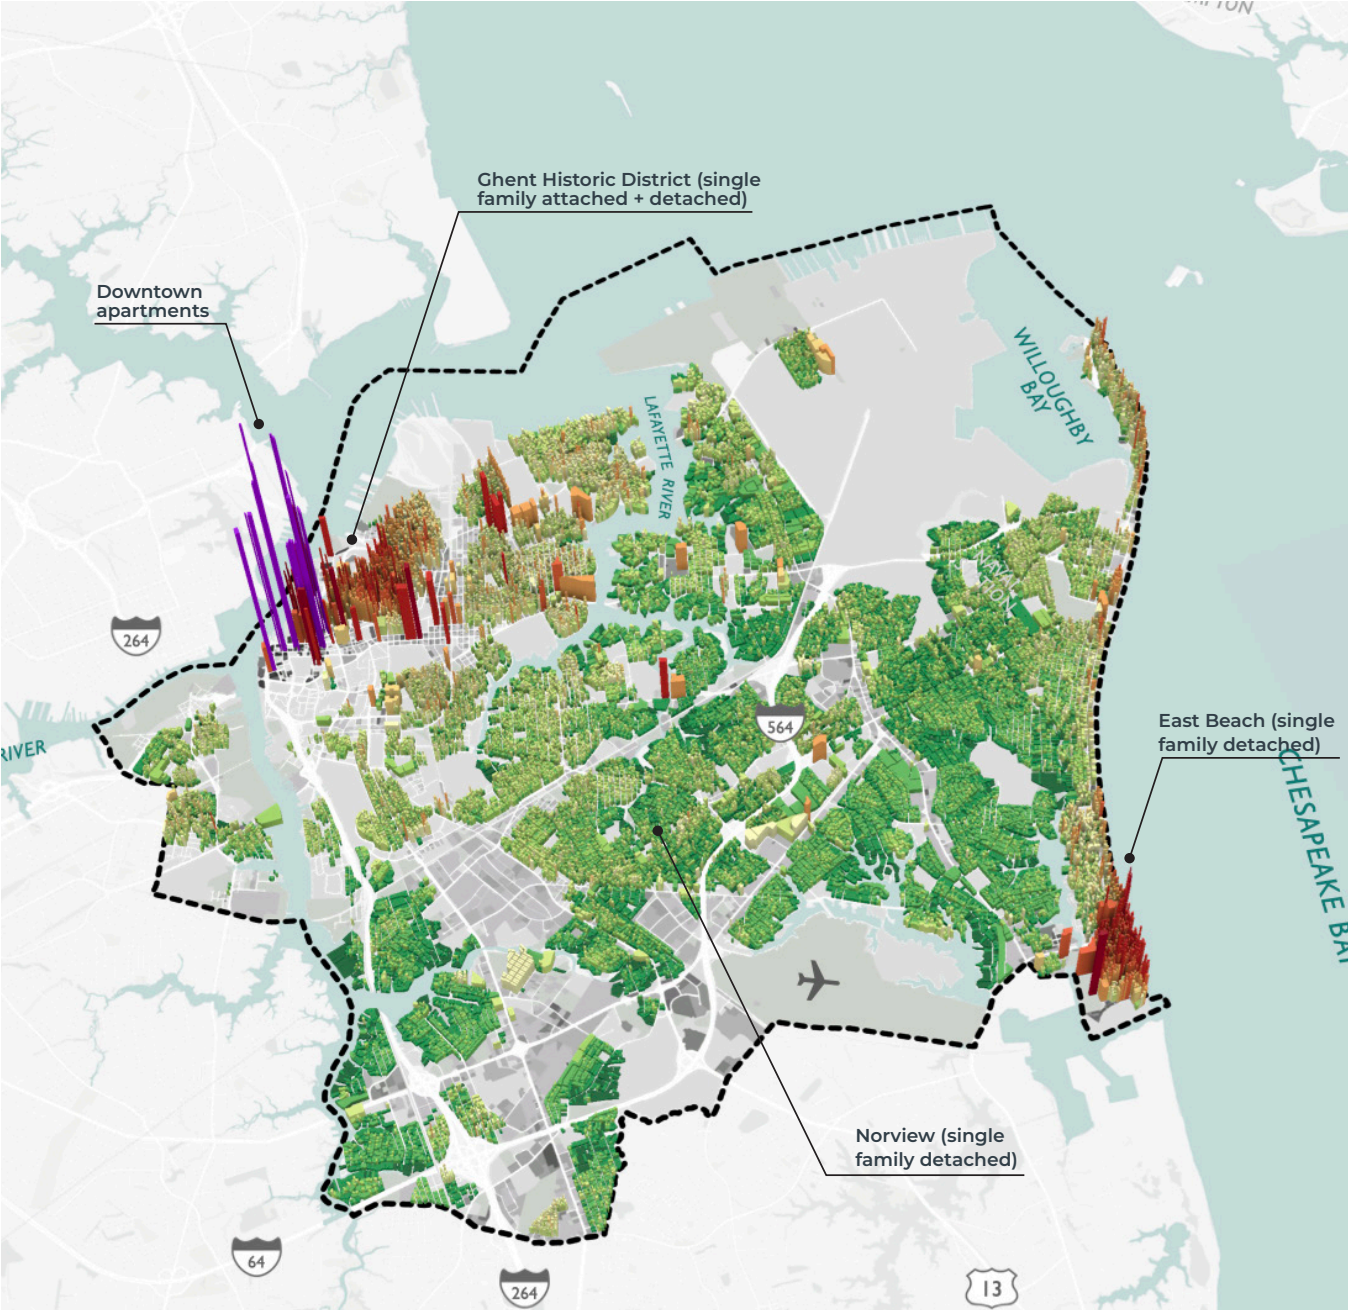 Ghent Historic District (single
family attached + detached)
Downtown
apartments
WILLOUGHBY
BAY
LAFAYETTE RIVER
264
564
RIVER
East Beach (single
family detached)
CHESAPEAKE BA
Norview (single
family detached)
64
264
13